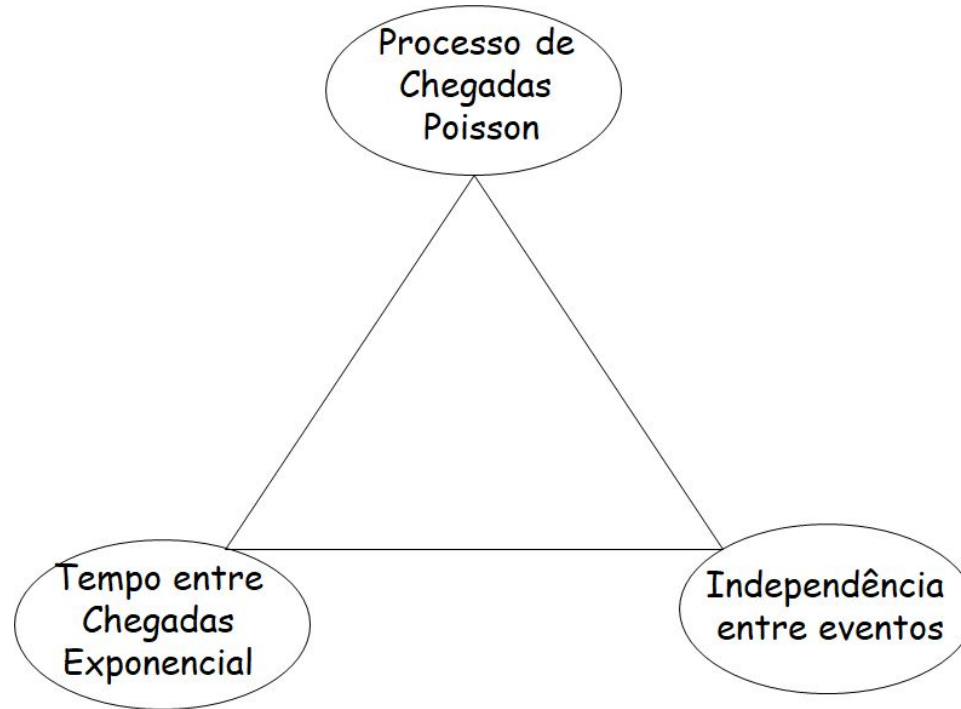 Processo de
Chegadas
Poisson
Tempo entre
Chegadas
Exponencial
Independência
entre eventos